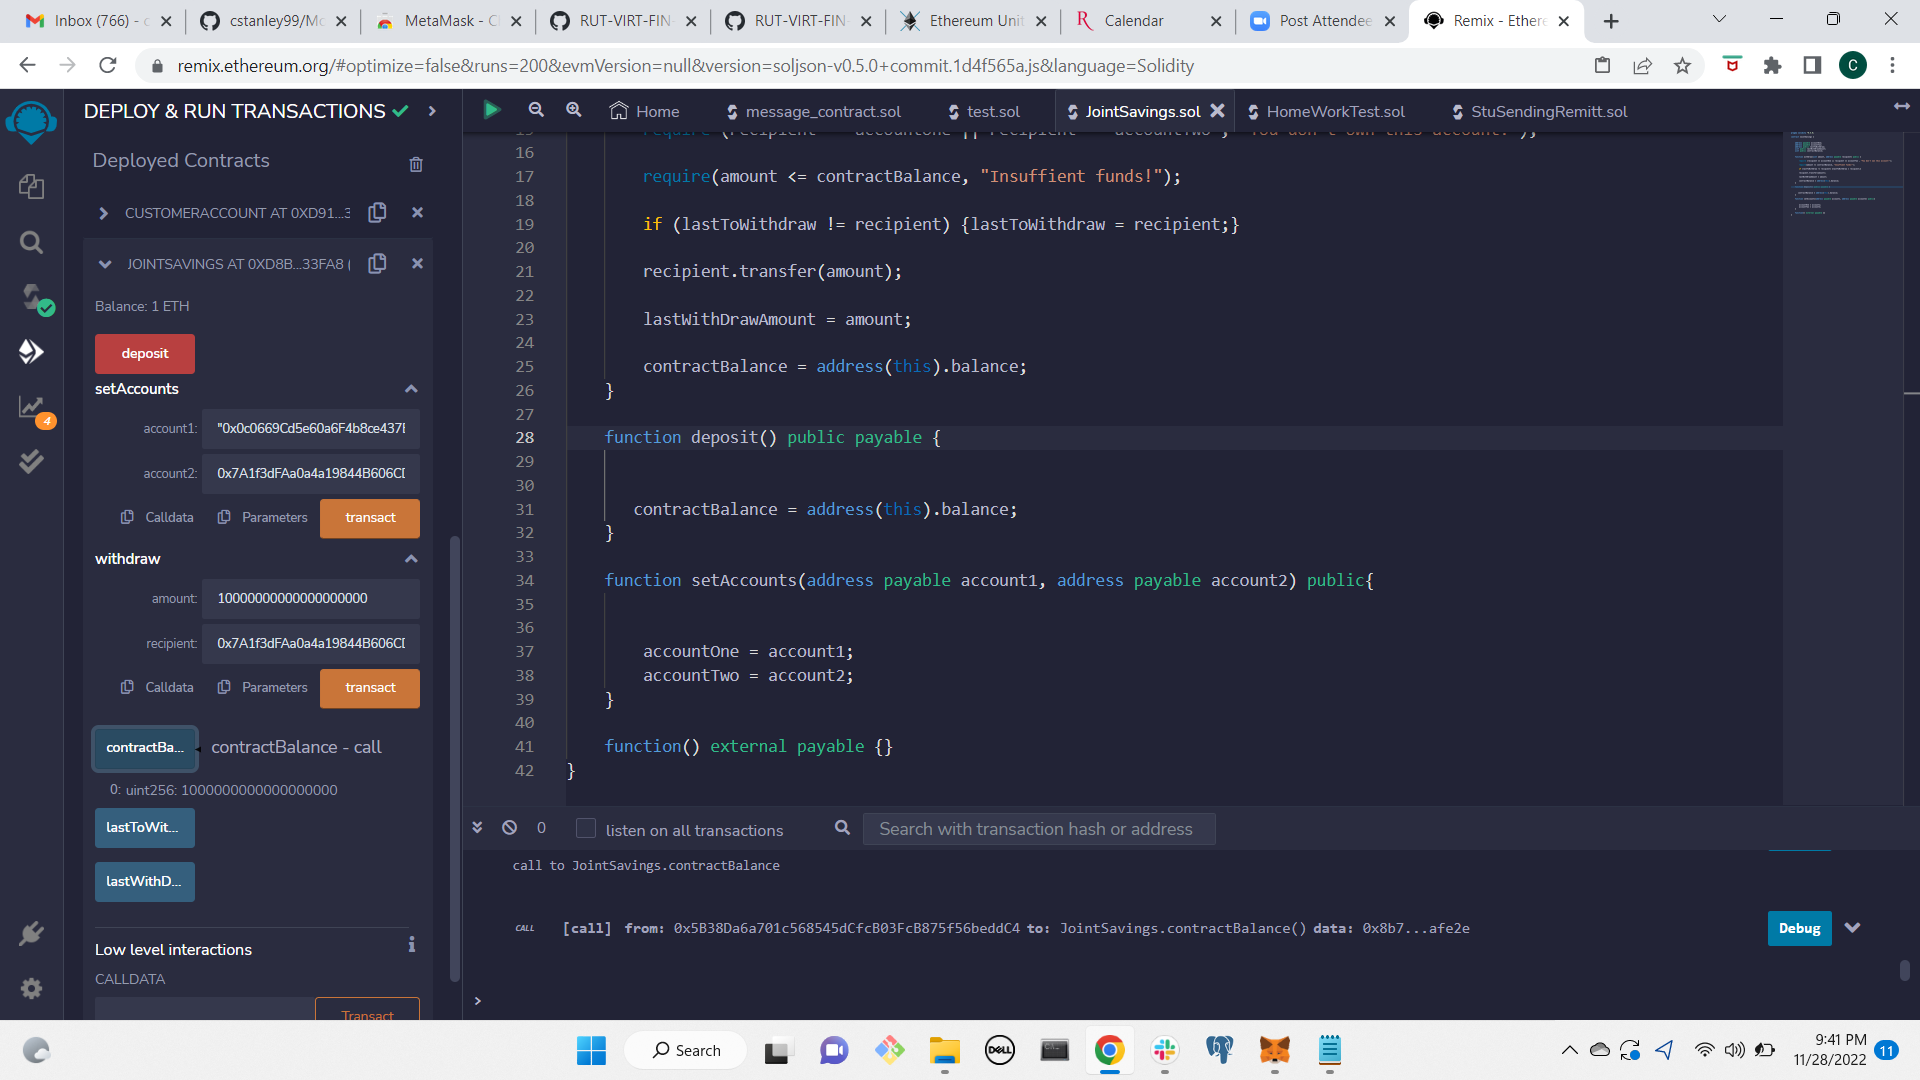 Inbox (766) - c
cstanley99/Mo
MetaMask - C
RUT-VIRT-FIN-
RUT-VIRT-FIN-
Ethereum Unit
R Calendar
Post Attendee
Remix - Ethere
remix.ethereum.org/#optimize=false&runs=200&evmVersion=null&version=soljson-v0.5.0+commit.1d4f565a.js&language=Solidity
C
DEPLOY & RUN TRANSACTIONS
Home
message_contract.sol
test.sol
JointSavings.sol
HomeWorkTest.sol
StuSendingRemitt.sol
Deployed Contracts
CUSTOMERACCOUNT AT 0XD91...3
JOINTSAVINGS AT 0XD8B...33FA8 (
Balance: 1 ETH
deposit
setAccounts
account1: "0x0c0669Cd5e60a6F4b8ce437E
account2: 0x7A1f3dFAa0a4a19844B606CD
Calldata Parameters transact
withdraw
amount: 10000000000000000000
recipient: 0x7A1f3dFAa0a4a19844B606CD
Calldata Parameters transact
contractBa... contractBalance - call
0: uint256: 1000000000000000000
lastToWit...
lastWithD...
Low level interactions
CALLDATA
Transact
4
16
17 require(amount <= contractBalance, "Insuffient funds!");
18
19 if (lastToWithdraw != recipient) {lastToWithdraw = recipient;}
20
21 recipient.transfer(amount);
22
23 lastWithDrawAmount = amount;
24
25 contractBalance = address(this).balance;
26 }
27
28 function deposit() public payable {
29
30
31 contractBalance = address(this).balance;
32 }
33
34 function setAccounts(address payable account1, address payable account2) public{
35
36
37 accountOne = account1;
38 accountTwo = account2;
39 }
40
41 function() external payable {}
42 }
0 listen on all transactions Search with transaction hash or address
call to JointSavings.contractBalance
CALL [call] from: 0x5B38Da6a701c568545dCfcB03FcB875f56beddC4 to: JointSavings.contractBalance() data: 0x8b7...afe2e Debug
>
Search
DELL
9:41 PM
11/28/2022
11